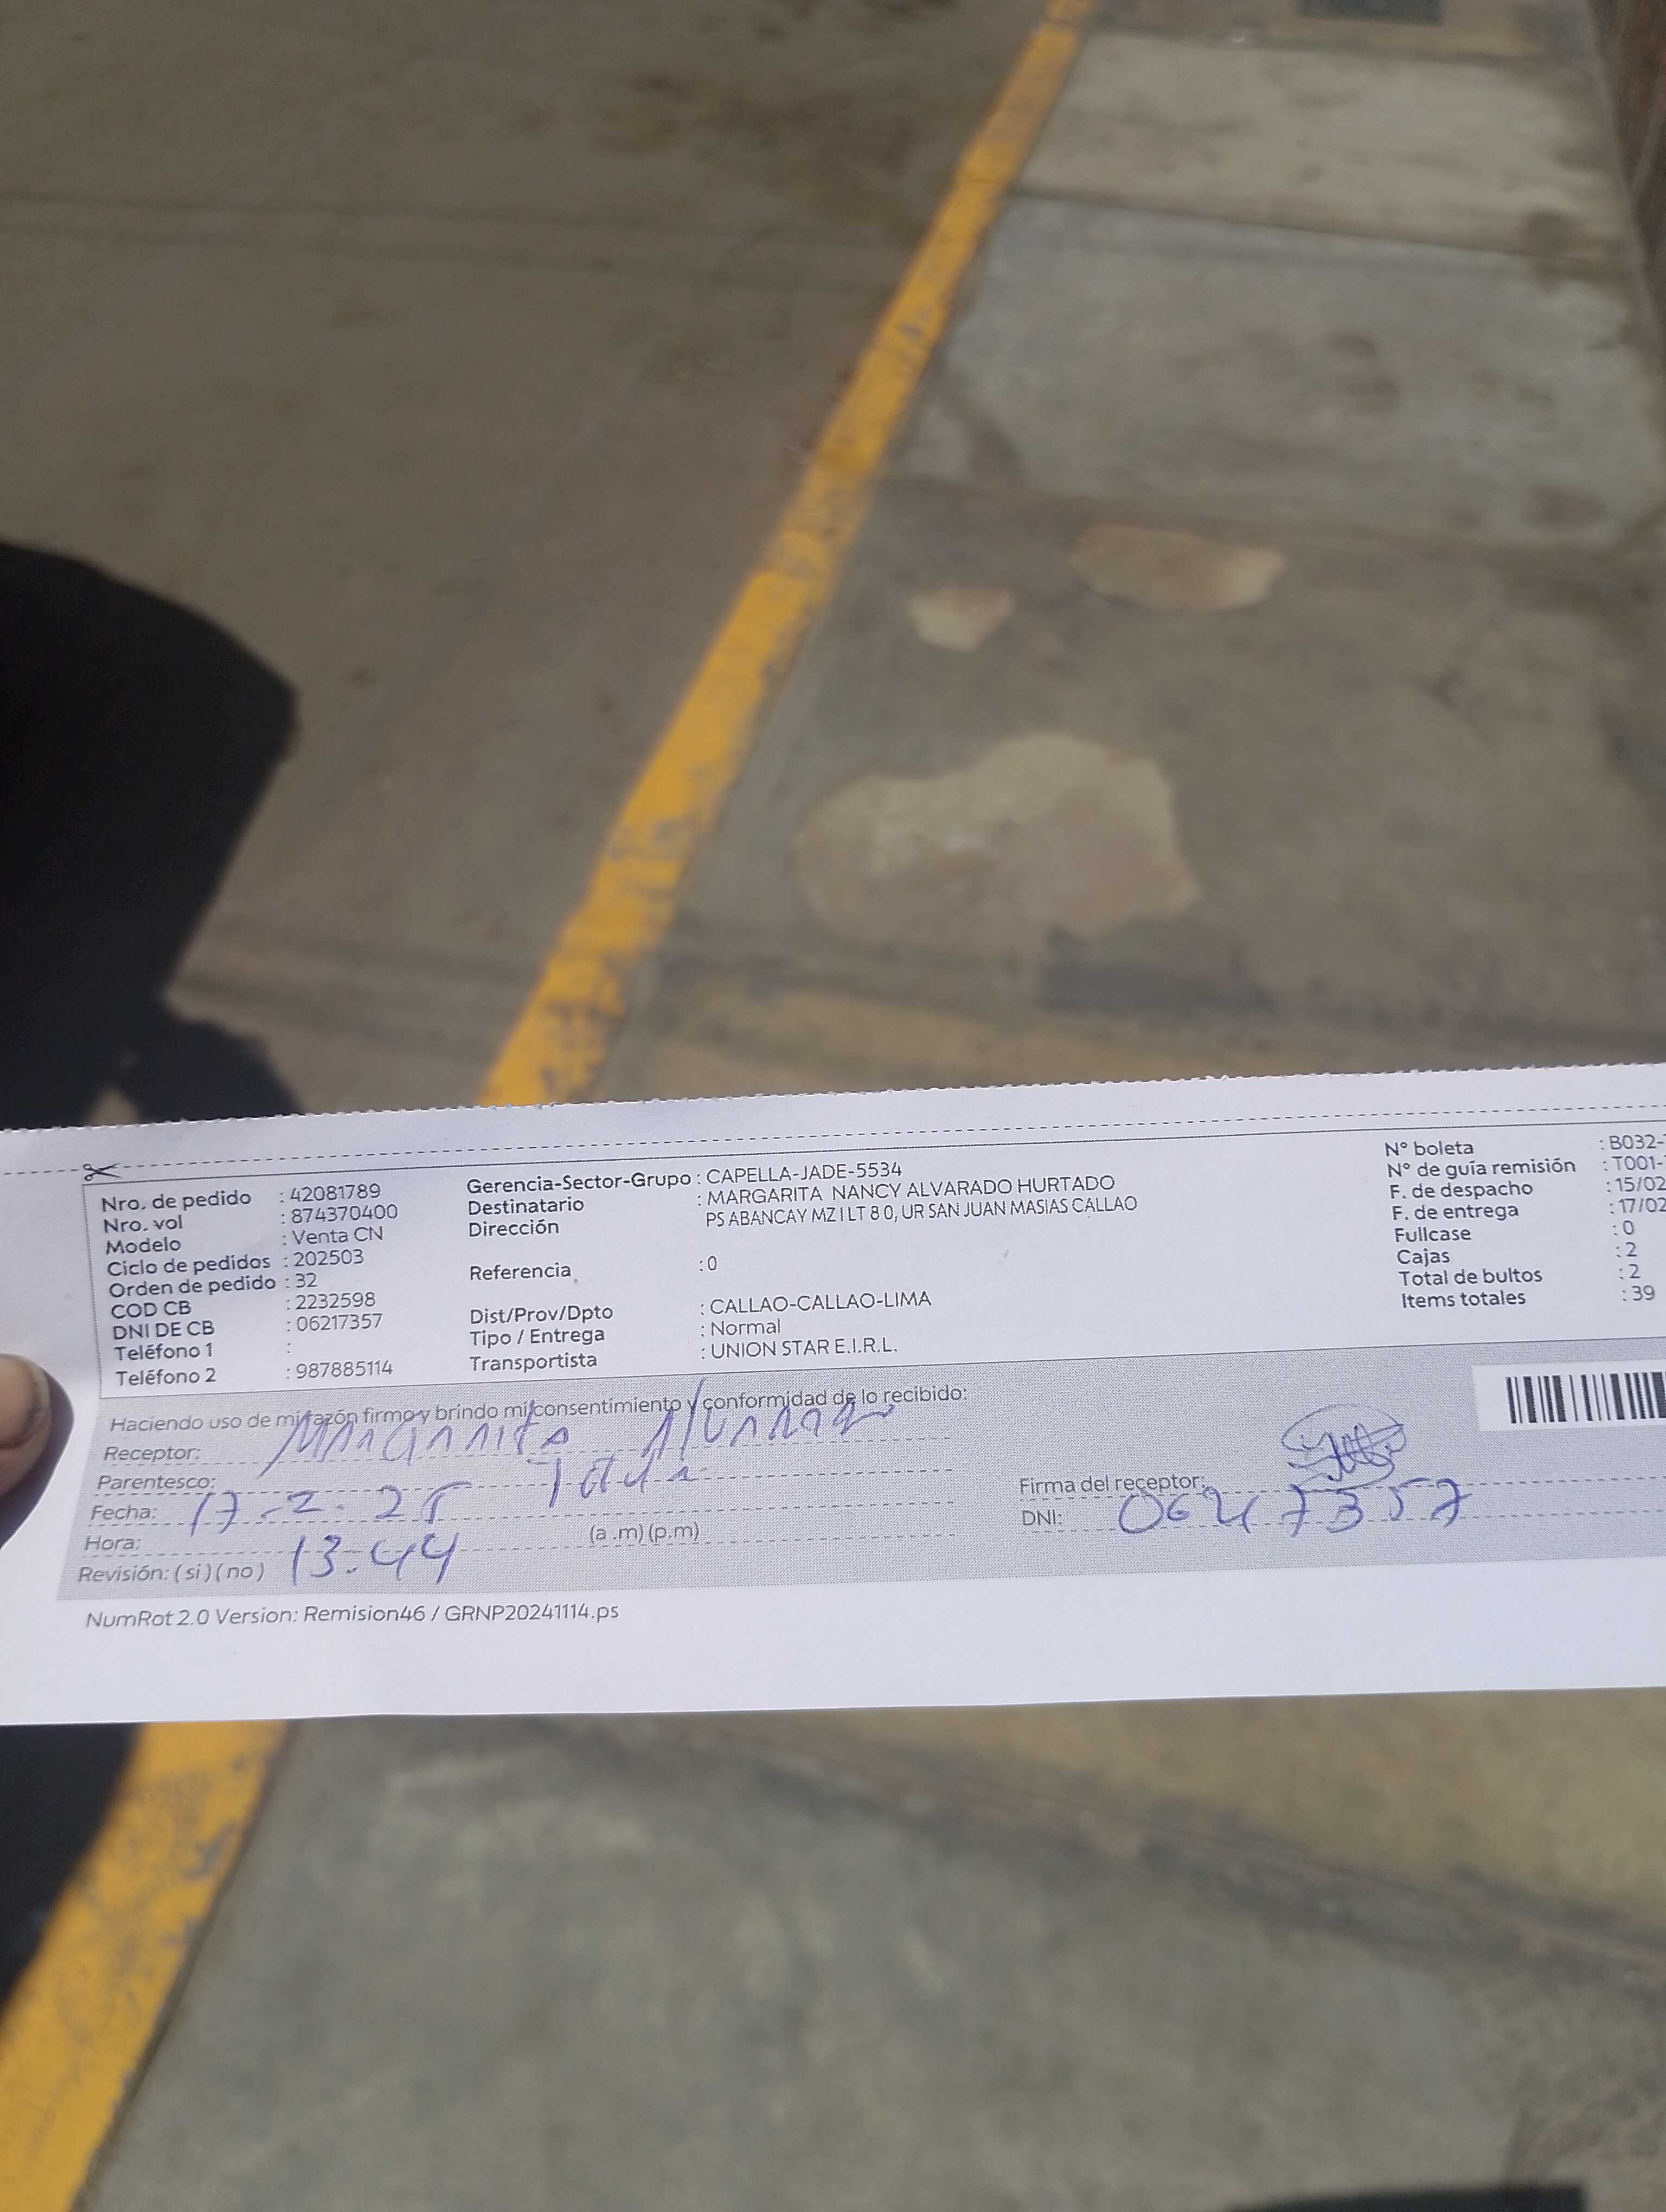 Nro. de pedido : 42081789
Nro. vol : 874370400
Modelo : Venta CN
Ciclo de pedidos : 202503
Orden de pedido : 32
COD CB : 2232598
DNI DE CB : 06217357
Teléfono 1 :
Teléfono 2 : 987885114
Gerencia-Sector-Grupo : CAPELLA-JADE-5534
Destinatario : MARGARITA NANCY ALVARADO HURTADO
Dirección PS ABANCAY MZ I LT 8 0, UR SAN JUAN MASIAS CALLAO
Referencia : 0
Dist/Prov/Dpto : CALLAO-CALLAO-LIMA
Tipo / Entrega : Normal
Transportista : UNION STAR E.I.R.L.
N° boleta : B032-
N° de guía remisión : T001-
F. de despacho : 15/02
F. de entrega : 17/02
Fullcase : 0
Cajas : 2
Total de bultos : 2
Items totales : 39
Haciendo uso de mi razón firmo y brindo mi consentimiento y conformidad de lo recibido:
Receptor: Margarita Alvarado
Parentesco:
Fecha: 17-2-25
Hora: 13:44 (a.m) (p.m)
Revisión: (si) (no)
Firma del receptor:
DNI: 06217357
NumRot 2.0 Version: Remision46 / GRNP20241114.ps